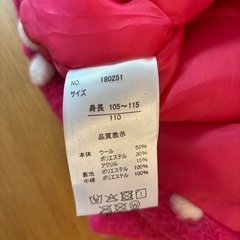 NO. 180251
サイズ
身長 105〜115
110
品質表示
本体 ウール 55%
ポリエステル 30%
アクリル 15%
裏地 ポリエステル 100%
中綿 ポリエステル 100%